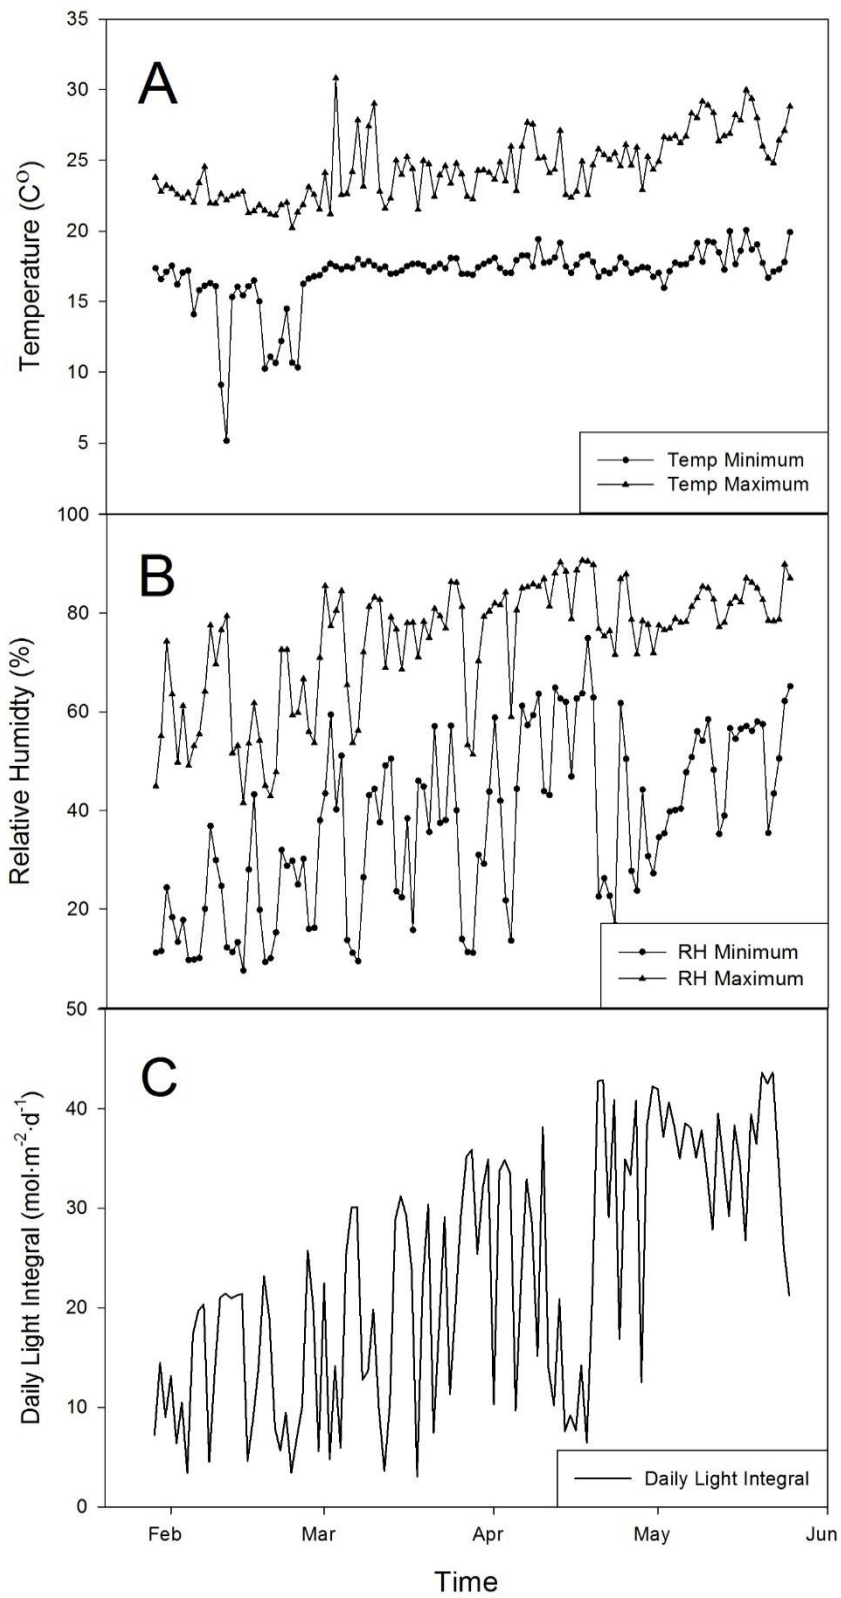 35
A
30
25
20
15
10
5
Temperature (C^O)
Temp Minimum
Temp Maximum
100
B
80
60
40
20
Relative Humidty (%)
RH Minimum
RH Maximum
50
C
40
30
20
10
0
Daily Light Integral (mol·m^-2·d^-1)
Daily Light Integral
Feb Mar Apr May Jun
Time